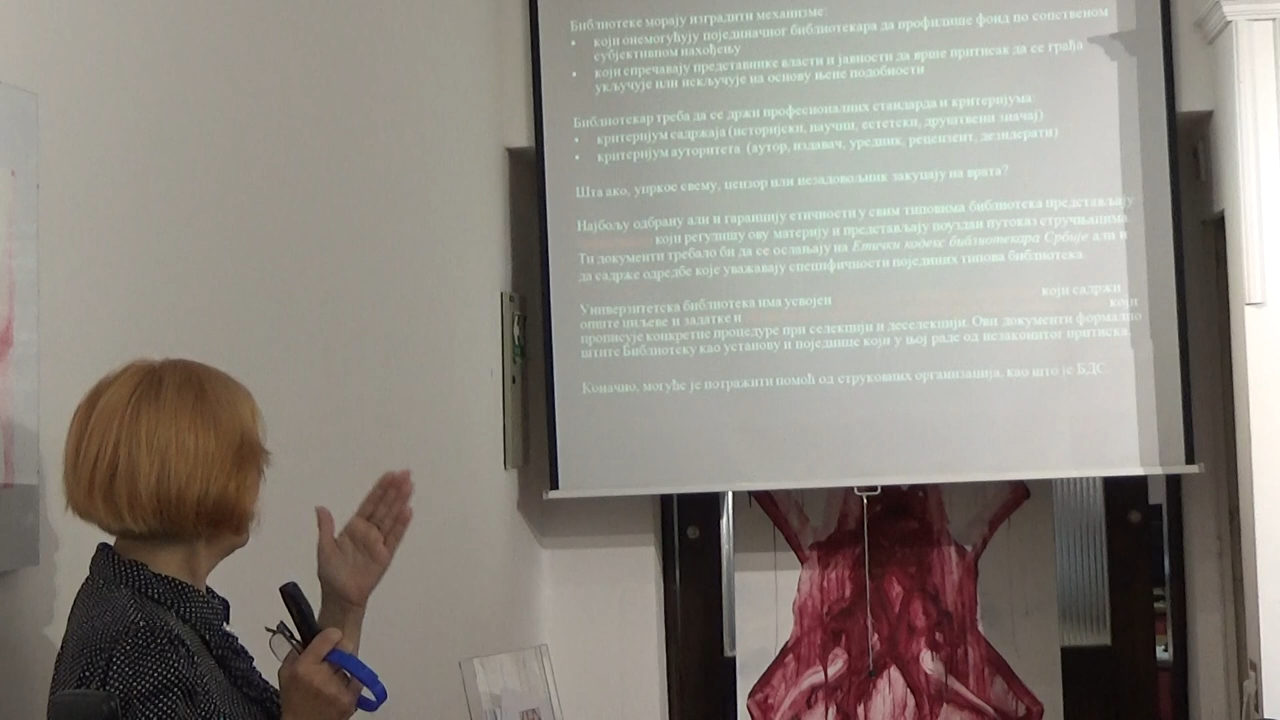 Библиотеке морају изградити механизме:
• који онемогућују појединачног библиотекара да профилише фонд по сопственом
субјективном нахођењу
• који спречавају представнике власти и јавности да врше притисак да се грађа
укључује или искључује на основу њене подобности
Библиотекар треба да се држи професионалних стандарда и критеријума:
• критеријум садржаја (историјски, научни, естетски, друштвени значај)
• критеријум ауторитета (аутор, издавач, уредник, рецензент, дезидерати)
Шта ако, упркос свему, цензор или незадовољник закуцају на врата?
Најбољу одбрану али и гаранцију етичности у свим типовима библиотека представљају
који регулишу ову материју и представљају поуздан путоказ стручњацима.
Ти документи требало би да се ослањају на Етички кодекс библиотекара Србије али и
да садрже одредбе које уважавају специфичности појединих типова библиотека.
Универзитетска библиотека има усвојен који садржи
опште циљеве и задатке и који
прописује конкретне процедуре при селекцији и деселекцији. Ови документи формално
штите Библиотеку као установу и појединце који у њој раде од незаконитог притиска.
Коначно, могуће је потражити помоћ од струковних организација, као што је БДС.